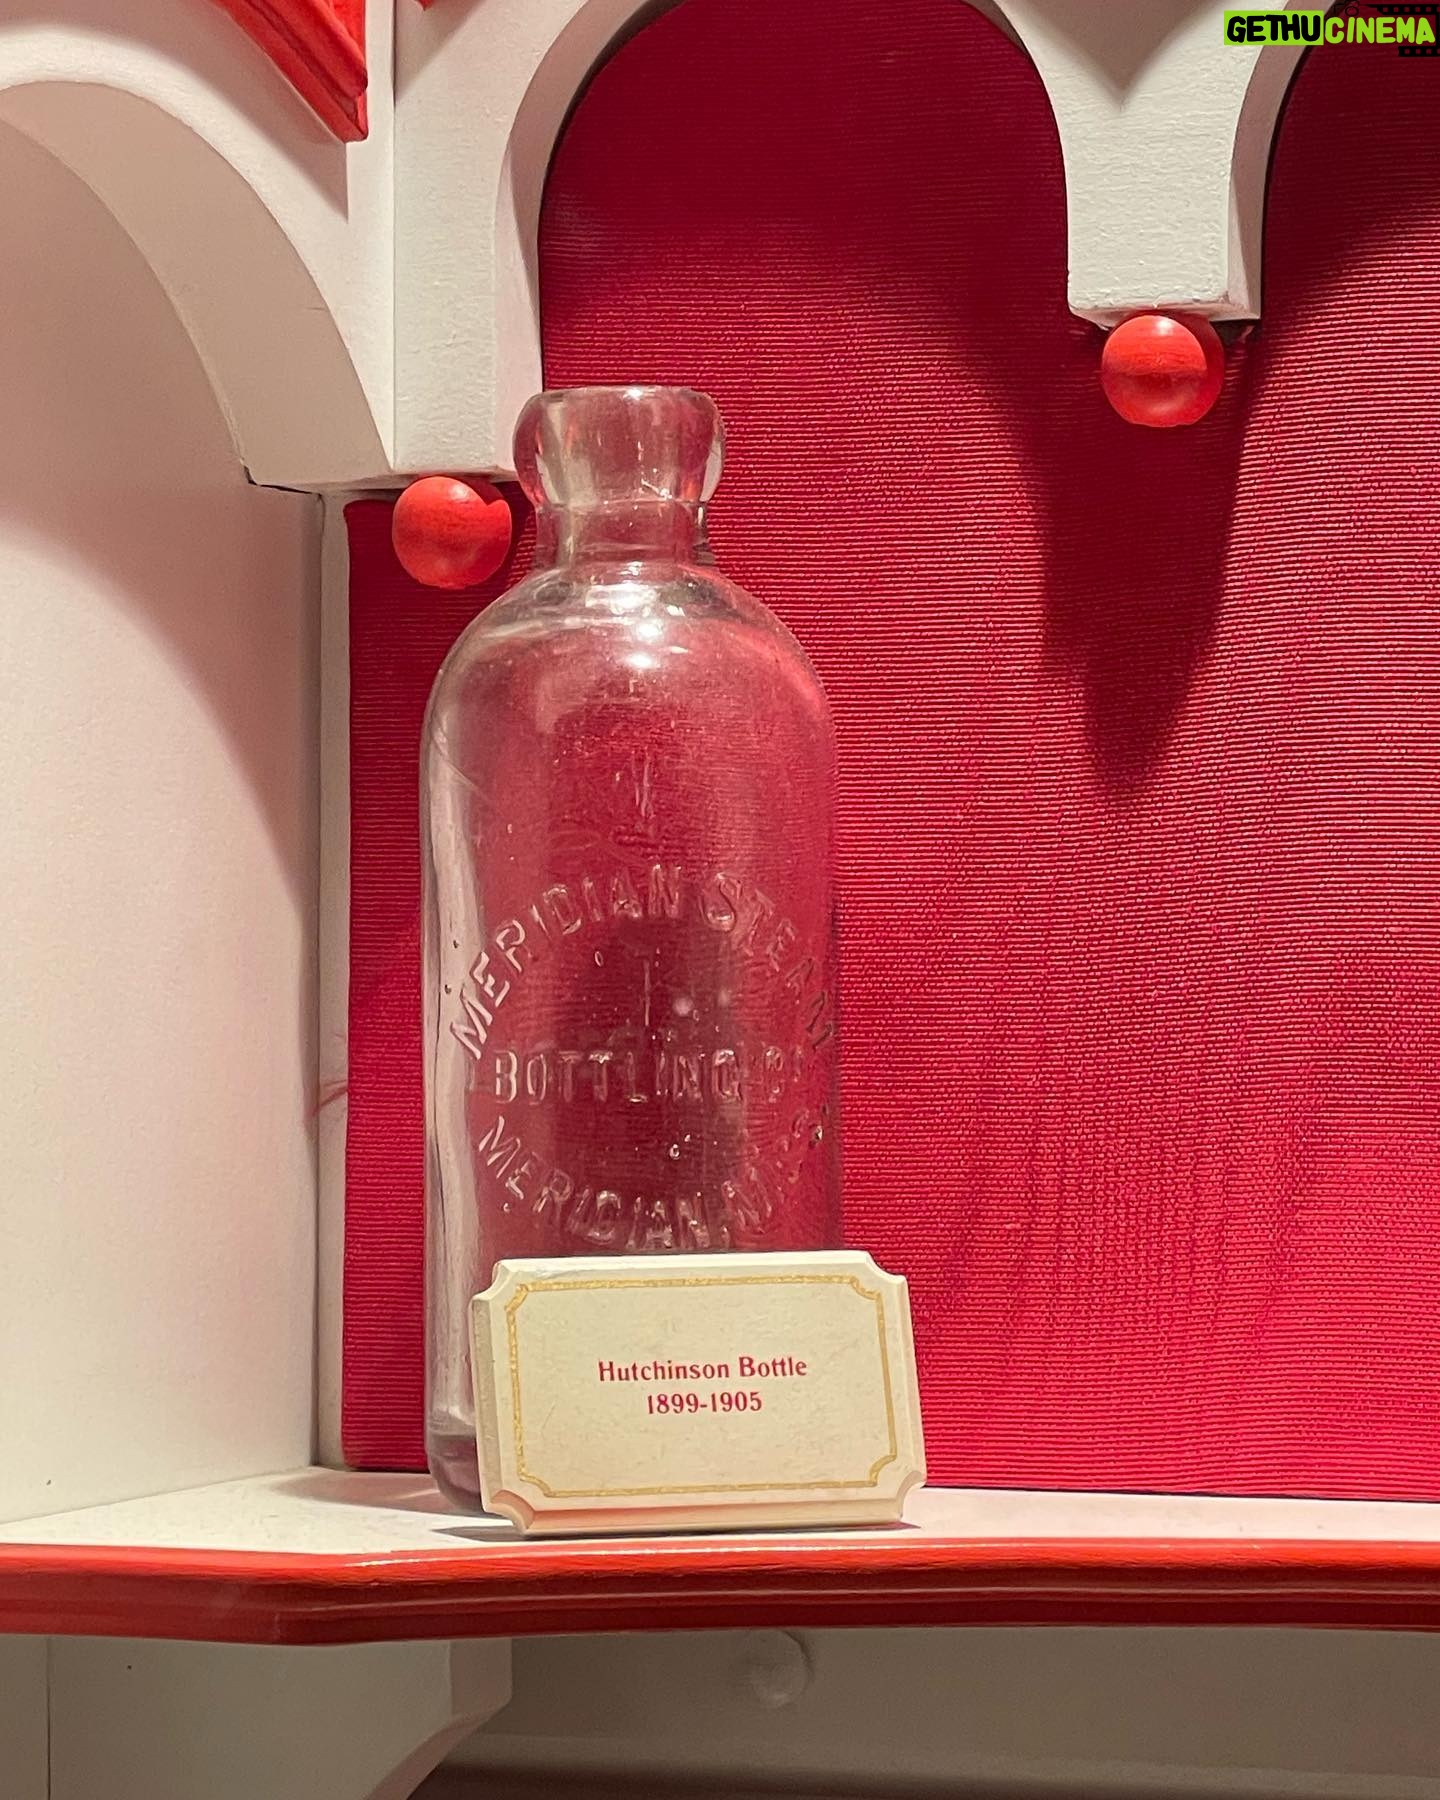 GETHUCINEMA
MERIDIAN STEAM
BOTTLING CO
MERIDIAN, MISS
Hutchinson Bottle
1899-1905